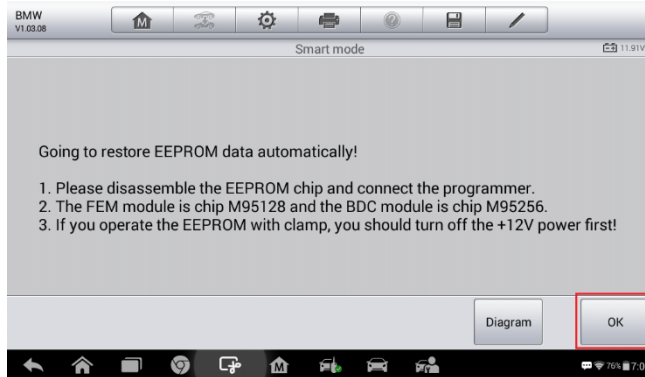 BMW
V1.03.08
Smart mode
11.91V
Going to restore EEPROM data automatically!
1. Please disassemble the EEPROM chip and connect the programmer.
2. The FEM module is chip M95128 and the BDC module is chip M95256.
3. If you operate the EEPROM with clamp, you should turn off the +12V power first!
Diagram
OK
76%